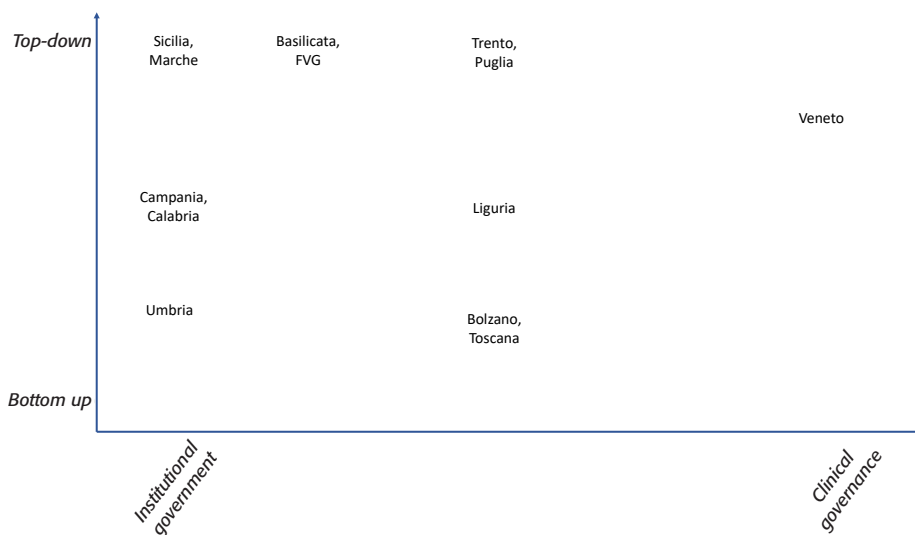 Top-down
Sicilia,
Marche
Basilicata,
FVG
Trento,
Puglia
Veneto
Campania,
Calabria
Liguria
Umbria
Bolzano,
Toscana
Bottom up
Institutional
government
Clinical
governance